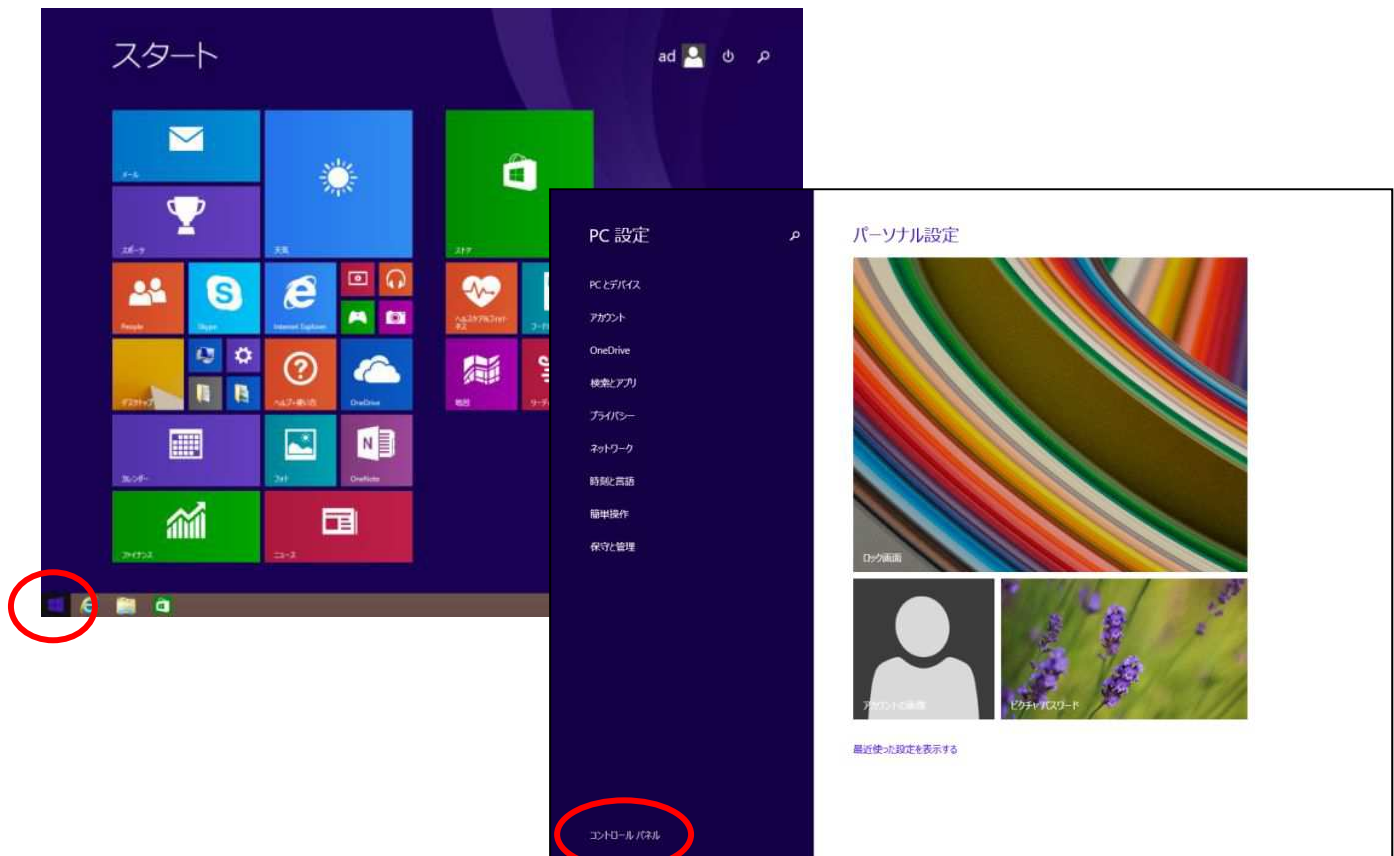 スタート
ad
メール
スポーツ
天気
ストア
People
Skype
Internet Explorer
デスクトップ
ヘルプ+使い方
OneDrive
地図
カレンダー
フォト
OneNote
ファイナンス
ニュース
PC 設定
PC とデバイス
アカウント
OneDrive
検索とアプリ
プライバシー
ネットワーク
時刻と言語
簡単操作
保守と管理
コントロール パネル
パーソナル設定
ロック画面
アカウントの画像
ピクチャ パスワード
最近使った設定を表示する